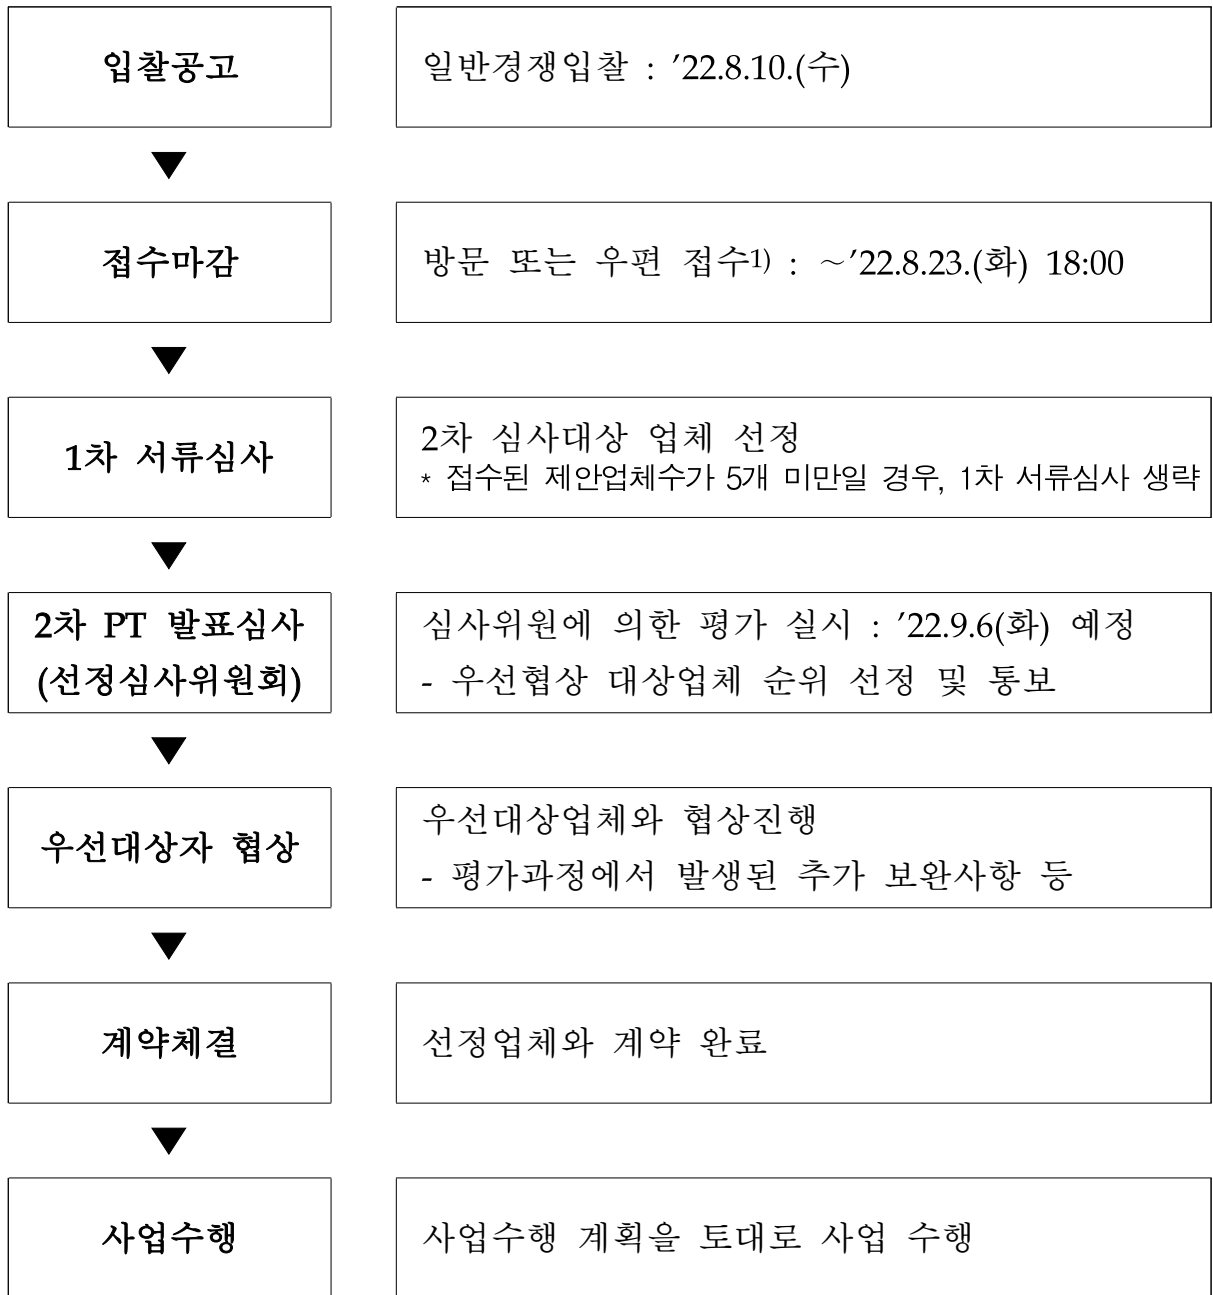 입찰공고
일반경쟁입찰 : ′22.8.10.(수)
▼
접수마감
방문 또는 우편 접수1) : ~′22.8.23.(화) 18:00
▼
1차 서류심사
2차 심사대상 업체 선정
* 접수된 제안업체수가 5개 미만일 경우, 1차 서류심사 생략
▼
2차 PT 발표심사
(선정심사위원회)
심사위원에 의한 평가 실시 : ′22.9.6(화) 예정
- 우선협상 대상업체 순위 선정 및 통보
▼
우선대상자 협상
우선대상업체와 협상진행
- 평가과정에서 발생된 추가 보완사항 등
▼
계약체결
선정업체와 계약 완료
▼
사업수행
사업수행 계획을 토대로 사업 수행